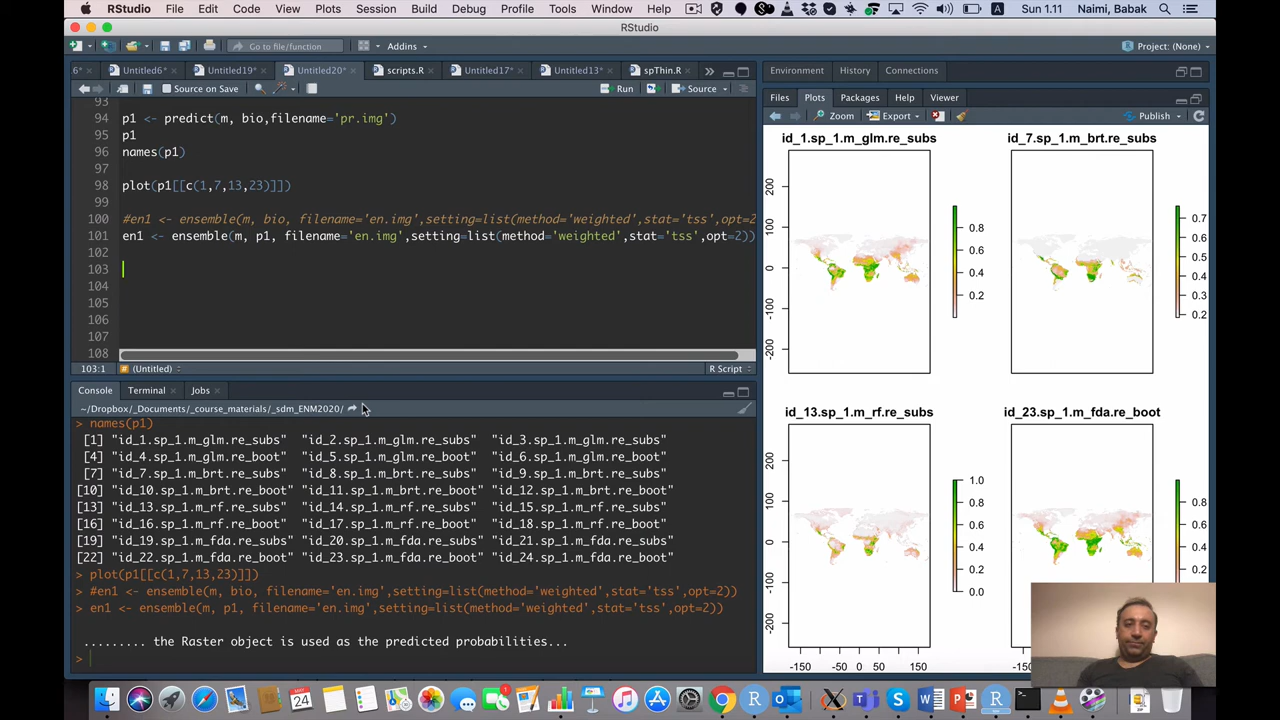 RStudio File Edit Code View Plots Session Build Debug Profile Tools Window Help Sun 1.11 Naimi, Babak
RStudio
Go to file/function Addins Project: (None)
6* Untitled6* Untitled19* Untitled20* scripts.R Untitled17* Untitled13* spThin.R
Source on Save Run Source
93
94 p1 <- predict(m, bio,filename='pr.img')
95 p1
96 names(p1)
97
98 plot(p1[[c(1,7,13,23)]])
99
100 #en1 <- ensemble(m, bio, filename='en.img',setting=list(method='weighted',stat='tss',opt=2
101 en1 <- ensemble(m, p1, filename='en.img',setting=list(method='weighted',stat='tss',opt=2))
102
103
104
105
106
107
108
103:1 (Untitled) R Script
Console Terminal Jobs
~/Dropbox/_Documents/_course_materials/_sdm_ENM2020/
> names(p1)
[1] "id_1.sp_1.m_glm.re_subs" "id_2.sp_1.m_glm.re_subs" "id_3.sp_1.m_glm.re_subs"
[4] "id_4.sp_1.m_glm.re_boot" "id_5.sp_1.m_glm.re_boot" "id_6.sp_1.m_glm.re_boot"
[7] "id_7.sp_1.m_brt.re_subs" "id_8.sp_1.m_brt.re_subs" "id_9.sp_1.m_brt.re_subs"
[10] "id_10.sp_1.m_brt.re_boot" "id_11.sp_1.m_brt.re_boot" "id_12.sp_1.m_brt.re_boot"
[13] "id_13.sp_1.m_rf.re_subs" "id_14.sp_1.m_rf.re_subs" "id_15.sp_1.m_rf.re_subs"
[16] "id_16.sp_1.m_rf.re_boot" "id_17.sp_1.m_rf.re_boot" "id_18.sp_1.m_rf.re_boot"
[19] "id_19.sp_1.m_fda.re_subs" "id_20.sp_1.m_fda.re_subs" "id_21.sp_1.m_fda.re_subs"
[22] "id_22.sp_1.m_fda.re_boot" "id_23.sp_1.m_fda.re_boot" "id_24.sp_1.m_fda.re_boot"
> plot(p1[[c(1,7,13,23)]])
> #en1 <- ensemble(m, bio, filename='en.img',setting=list(method='weighted',stat='tss',opt=2))
> en1 <- ensemble(m, p1, filename='en.img',setting=list(method='weighted',stat='tss',opt=2))
......... the Raster object is used as the predicted probabilities...
>
Environment History Connections
Files Plots Packages Help Viewer
Zoom Export Publish
id_1.sp_1.m_glm.re_subs
200
100
0
-100
-200
0.8
0.6
0.4
0.2
id_7.sp_1.m_brt.re_subs
0.7
0.6
0.5
0.4
0.3
0.2
id_13.sp_1.m_rf.re_subs
200
100
0
-100
-200
1.0
0.8
0.6
0.4
0.2
0.0
-150 -50 0 50 150
id_23.sp_1.m_fda.re_boot
0.8
0.6
0.4
0.2